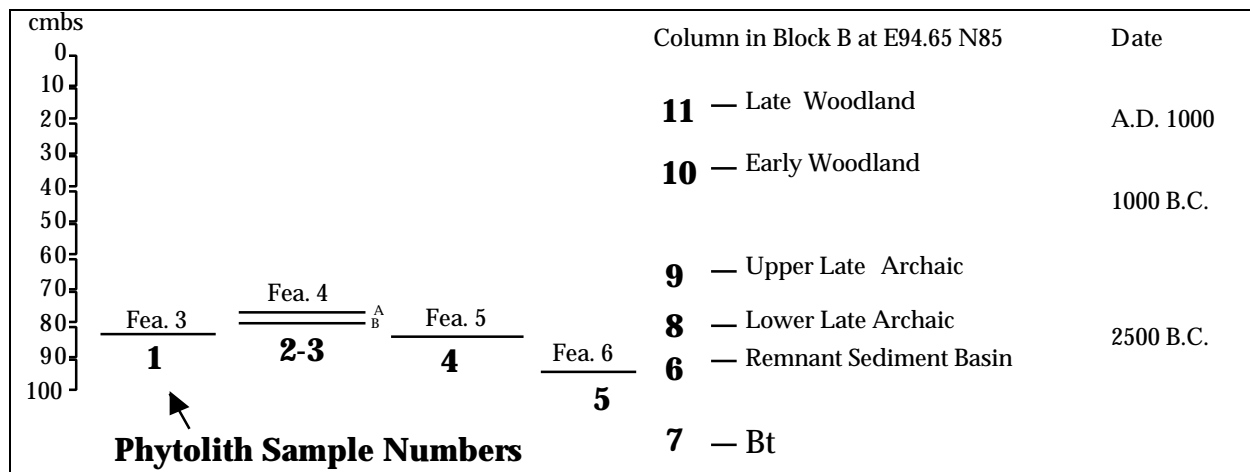 cmbs
Column in Block B at E94.65 N85 Date
0
10
11 — Late Woodland
20
A.D. 1000
30
10 — Early Woodland
40
1000 B.C.
50
60
9 — Upper Late Archaic
70
Fea. 4
A
80
Fea. 3
B
Fea. 5
8 — Lower Late Archaic
2500 B.C.
1
2-3
4
90
Fea. 6
6 — Remnant Sediment Basin
100
5
Phytolith Sample Numbers
7 — Bt